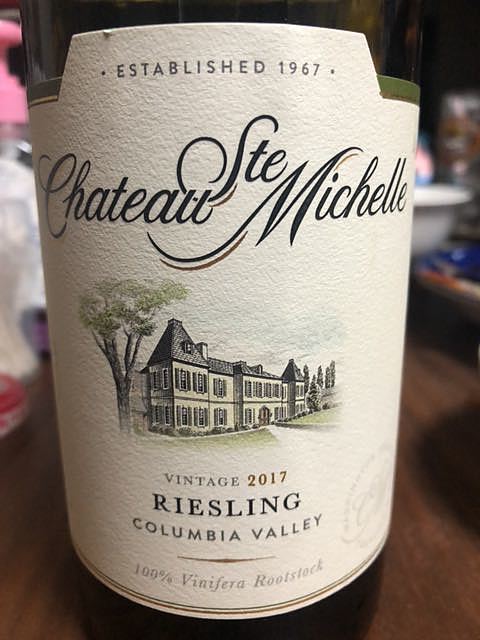 · ESTABLISHED 1967 ·
Chateau Ste Michelle
VINTAGE 2017
RIESLING
COLUMBIA VALLEY
100% Vinifera Rootstock